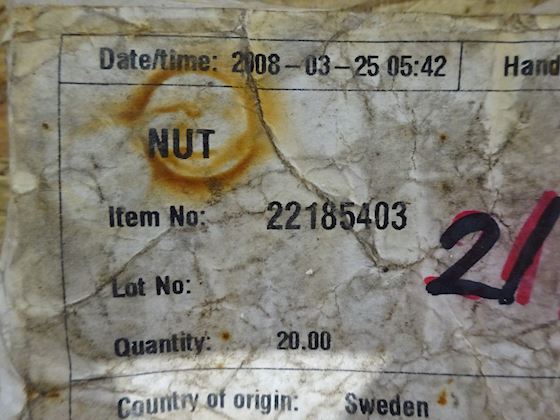 Date/time: 2008-03-25 05:42 Hand
NUT
Item No: 22185403
21
Lot No:
Quantity: 20.00
Country of origin: Sweden